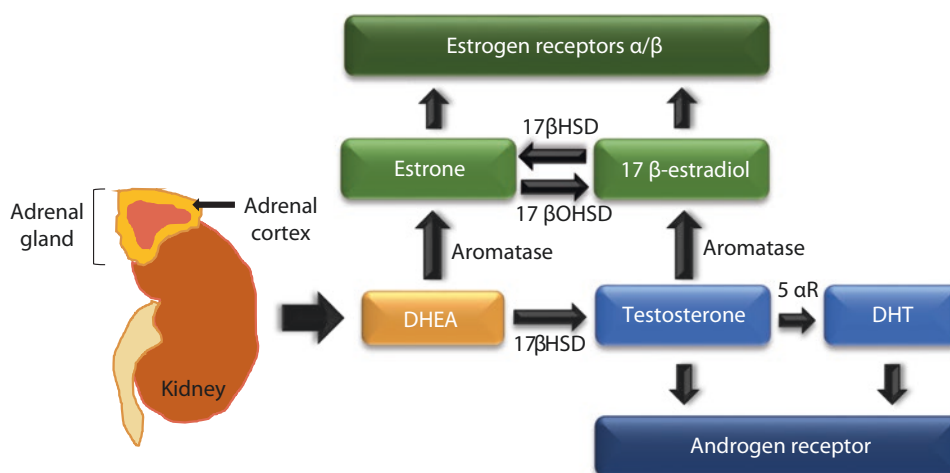 Estrogen receptors α/β
17βHSD
Estrone
17 β-estradiol
17 βOHSD
Adrenal
gland
Adrenal
cortex
Aromatase
Aromatase
5 αR
DHEA
Testosterone
DHT
17βHSD
Kidney
Androgen receptor